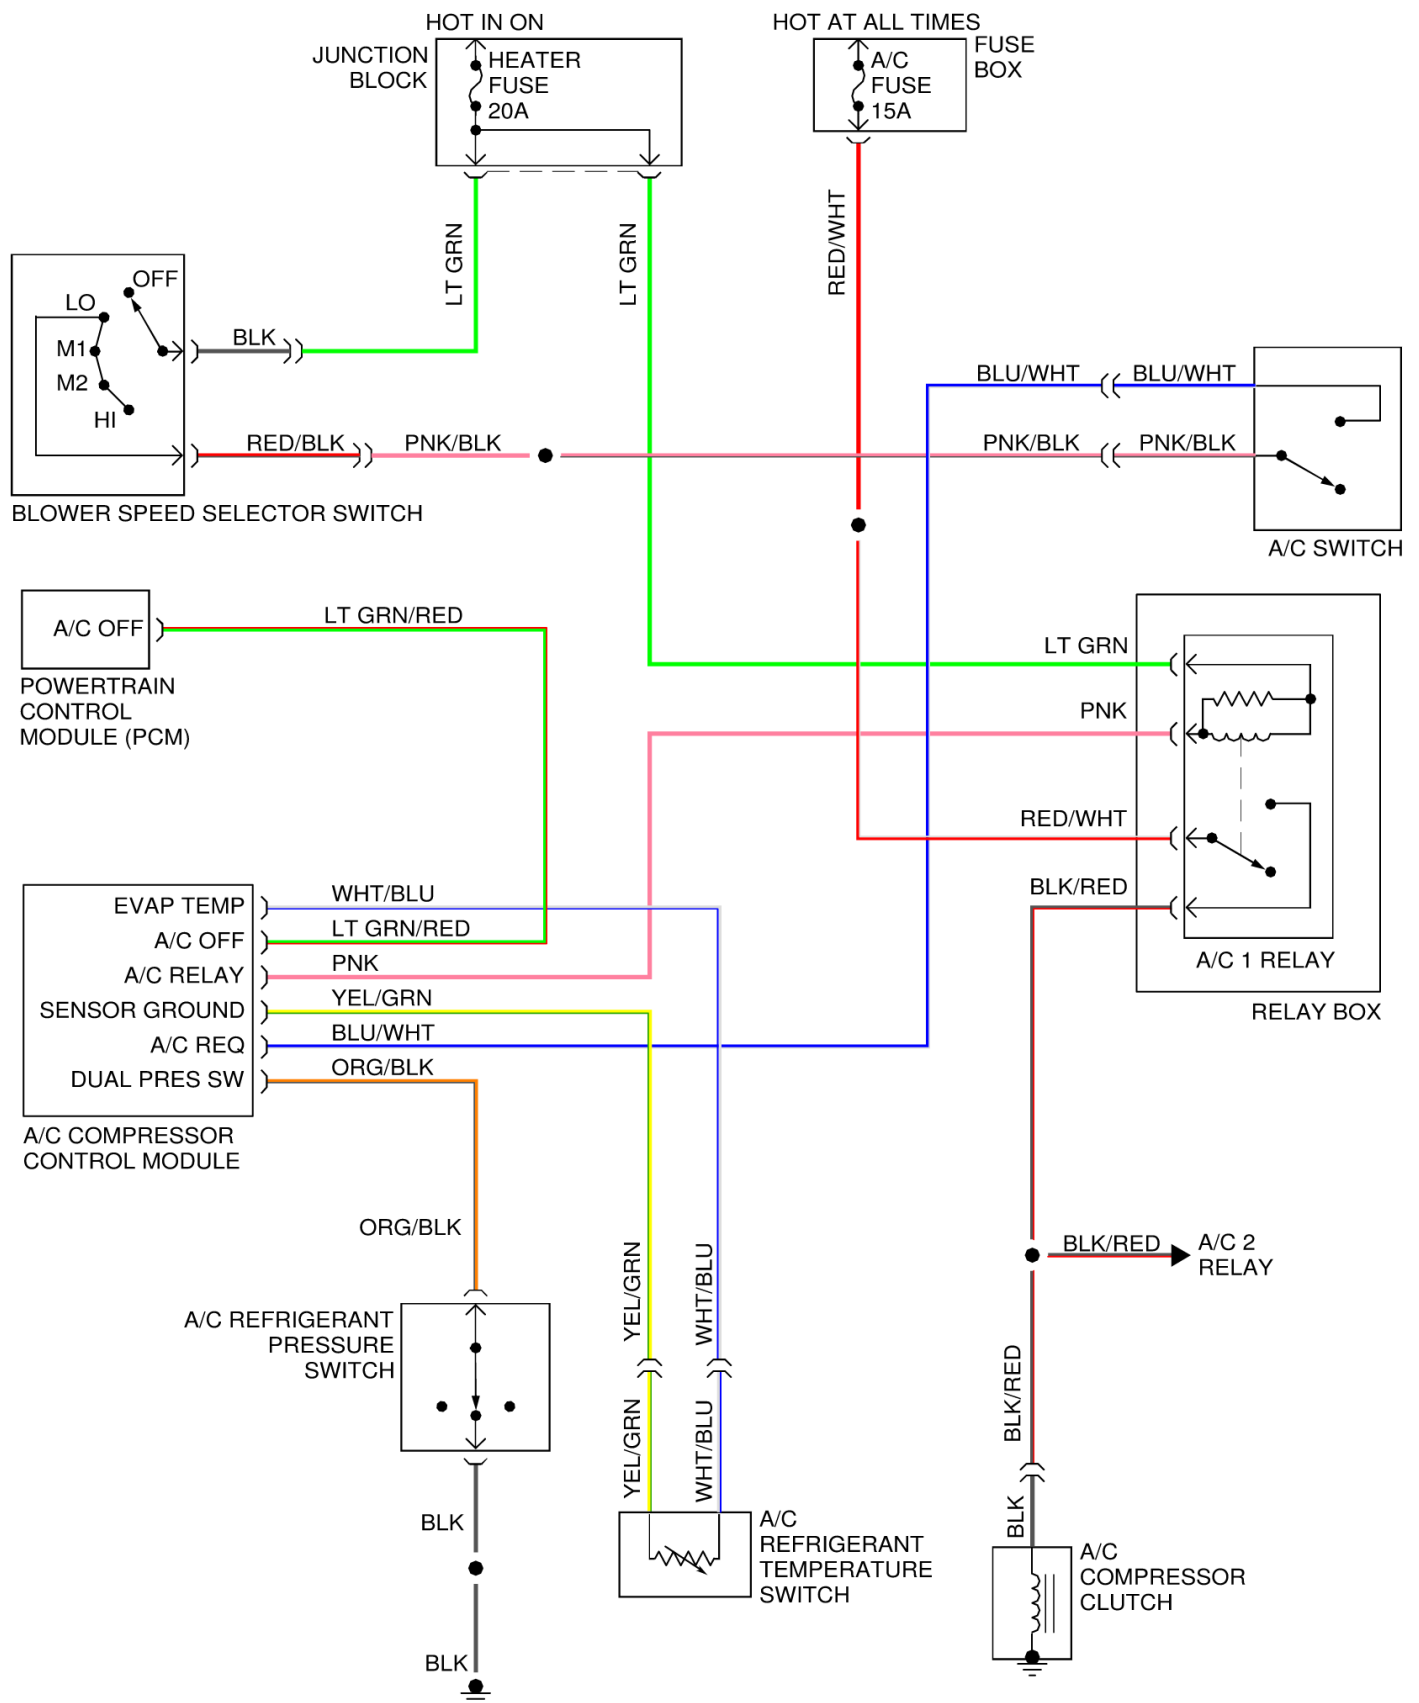 HOT IN ON
HOT AT ALL TIMES
JUNCTION
BLOCK
HEATER
FUSE
20A
A/C
FUSE
15A
FUSE
BOX
LT GRN
LT GRN
RED/WHT
OFF
LO
M1
M2
HI
BLK
RED/BLK
PNK/BLK
BLOWER SPEED SELECTOR SWITCH
BLU/WHT
BLU/WHT
PNK/BLK
PNK/BLK
A/C SWITCH
A/C OFF
LT GRN/RED
POWERTRAIN
CONTROL
MODULE (PCM)
LT GRN
PNK
RED/WHT
BLK/RED
A/C 1 RELAY
RELAY BOX
EVAP TEMP
A/C OFF
A/C RELAY
SENSOR GROUND
A/C REQ
DUAL PRES SW
WHT/BLU
LT GRN/RED
PNK
YEL/GRN
BLU/WHT
ORG/BLK
A/C COMPRESSOR
CONTROL MODULE
ORG/BLK
YEL/GRN
WHT/BLU
BLK/RED
A/C 2
RELAY
A/C REFRIGERANT
PRESSURE
SWITCH
YEL/GRN
WHT/BLU
BLK/RED
BLK
BLK
A/C
REFRIGERANT
TEMPERATURE
SWITCH
A/C
COMPRESSOR
CLUTCH
BLK